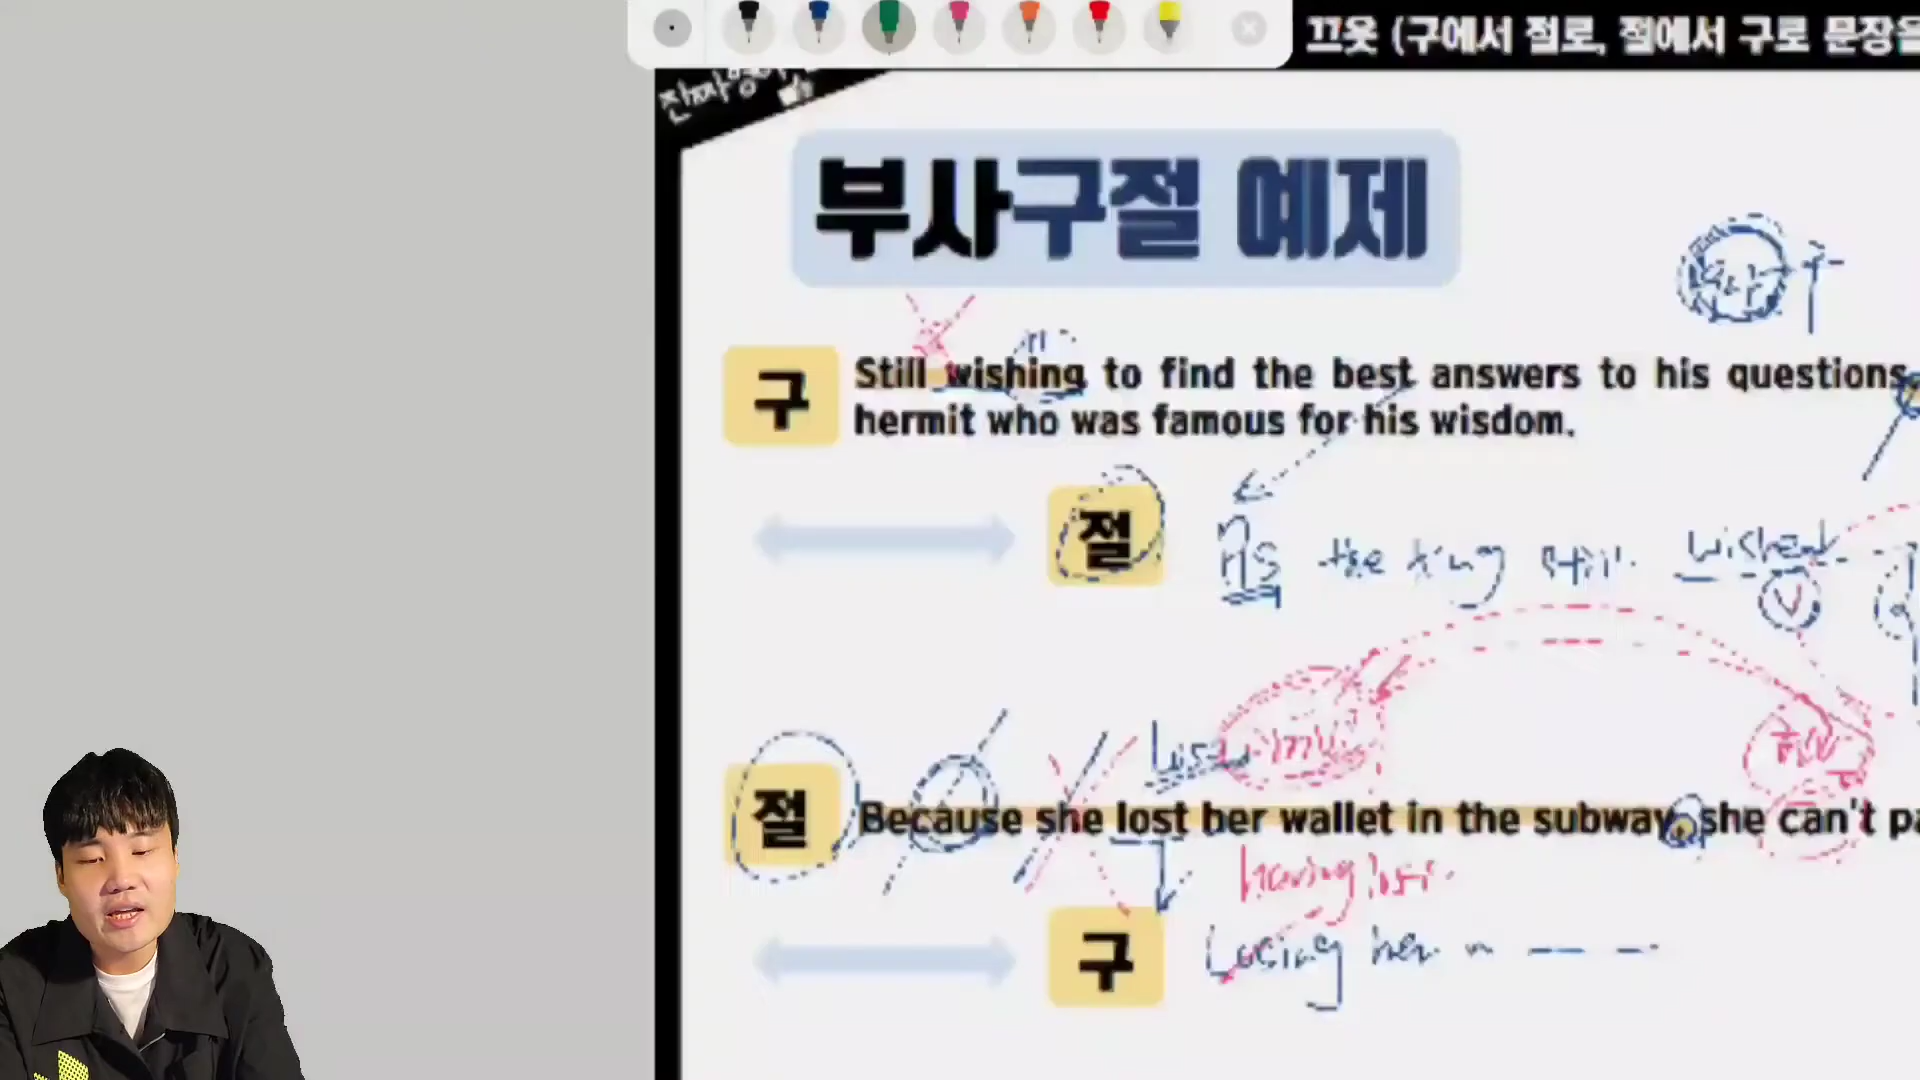 끄읏 (구에서 절로, 절에서 구로 문장을
부사구절 예제
구
Still wishing to find the best answers to his questions,
hermit who was famous for his wisdom.
절
As the king still wished
V
Losing
절
Because she lost her wallet in the subway, she can't pa
having lost
구
Losing her